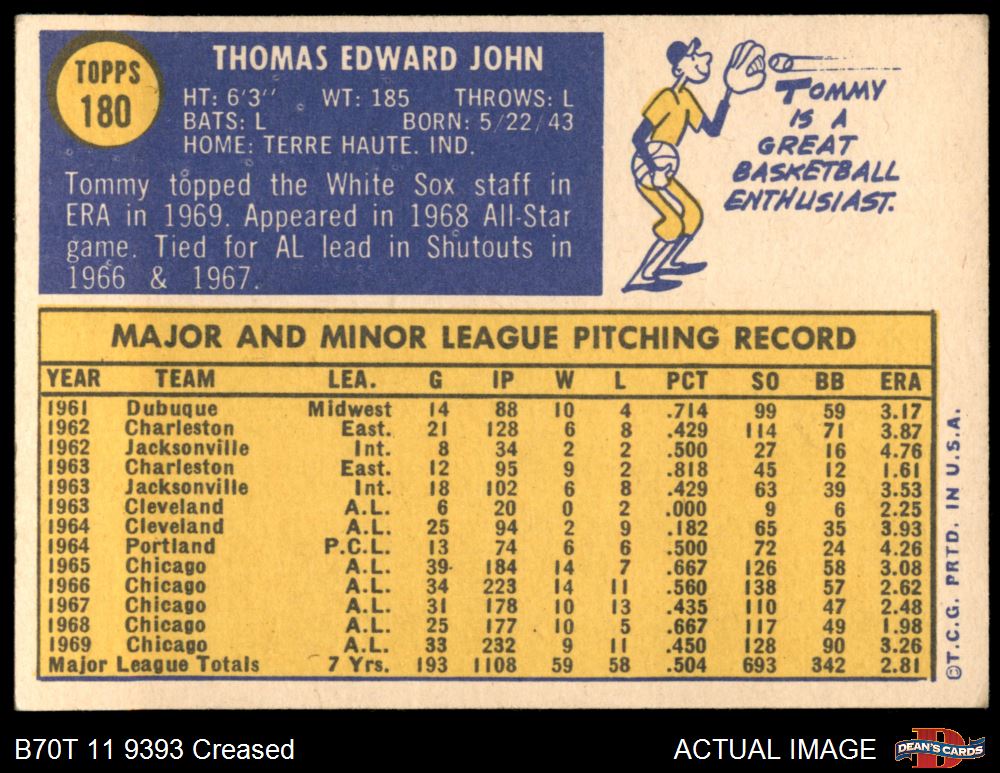 TOPPS
180
THOMAS EDWARD JOHN
HT: 6'3" WT: 185 THROWS: L
BATS: L BORN: 5/22/43
HOME: TERRE HAUTE. IND.
Tommy topped the White Sox staff in
ERA in 1969. Appeared in 1968 All-Star
game. Tied for AL lead in Shutouts in
1966 & 1967.
TOMMY
IS A
GREAT
BASKETBALL
ENTHUSIAST.
MAJOR AND MINOR LEAGUE PITCHING RECORD
YEAR TEAM LEA. G IP W L PCT SO BB ERA
1961 Dubuque Midwest 14 88 10 4 .714 99 59 3.17
1962 Charleston East. 21 128 6 8 .429 114 71 3.87
1962 Jacksonville Int. 8 34 2 2 .500 27 16 4.76
1963 Charleston East. 12 95 9 2 .818 45 12 1.61
1963 Jacksonville Int. 18 102 6 8 .429 63 39 3.53
1963 Cleveland A.L. 6 20 0 2 .000 9 6 2.25
1964 Cleveland A.L. 25 94 2 9 .182 65 35 3.93
1964 Portland P.C.L. 13 74 6 6 .500 72 24 4.26
1965 Chicago A.L. 39 184 14 7 .667 126 58 3.08
1966 Chicago A.L. 34 223 14 11 .560 138 57 2.62
1967 Chicago A.L. 31 178 10 13 .435 110 47 2.48
1968 Chicago A.L. 25 177 10 5 .667 117 49 1.98
1969 Chicago A.L. 33 232 9 11 .450 128 90 3.26
Major League Totals 7 Yrs. 193 1108 59 58 .504 693 342 2.81
©T.C.G. PRTD. IN U.S.A.
B70T 11 9393 Creased
ACTUAL IMAGE
DEAN'S CARDS